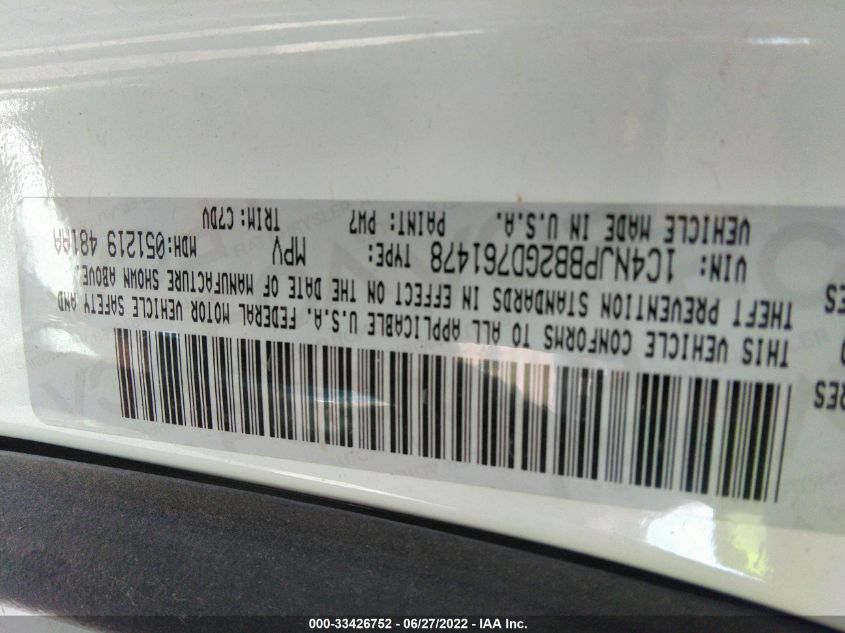 THIS VEHICLE CONFORMS TO ALL APPLICABLE U.S.A. FEDERAL MOTOR VEHICLE SAFETY AND
THEFT PREVENTION STANDARDS IN EFFECT ON THE DATE OF MANUFACTURE SHOWN ABOVE.
VIN: 1C4NJPBB2GD761478 TYPE: MPV MDH:051219 481AA
VEHICLE MADE IN U.S.A. PAINT: PW7 TRIM: C7DV
000-33426752 - 06/27/2022 - IAA Inc.